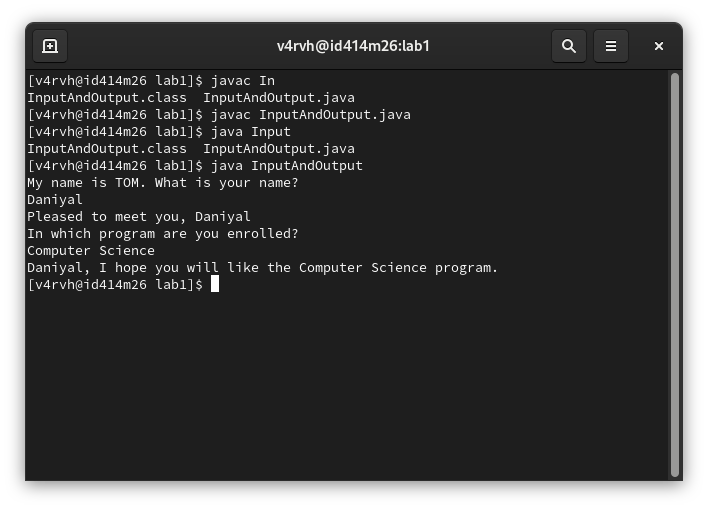 v4rvh@id414m26:lab1
[v4rvh@id414m26 lab1]$ javac In
InputAndOutput.class  InputAndOutput.java
[v4rvh@id414m26 lab1]$ javac InputAndOutput.java
[v4rvh@id414m26 lab1]$ java Input
InputAndOutput.class  InputAndOutput.java
[v4rvh@id414m26 lab1]$ java InputAndOutput
My name is TOM. What is your name?
Daniyal
Pleased to meet you, Daniyal
In which program are you enrolled?
Computer Science
Daniyal, I hope you will like the Computer Science program.
[v4rvh@id414m26 lab1]$